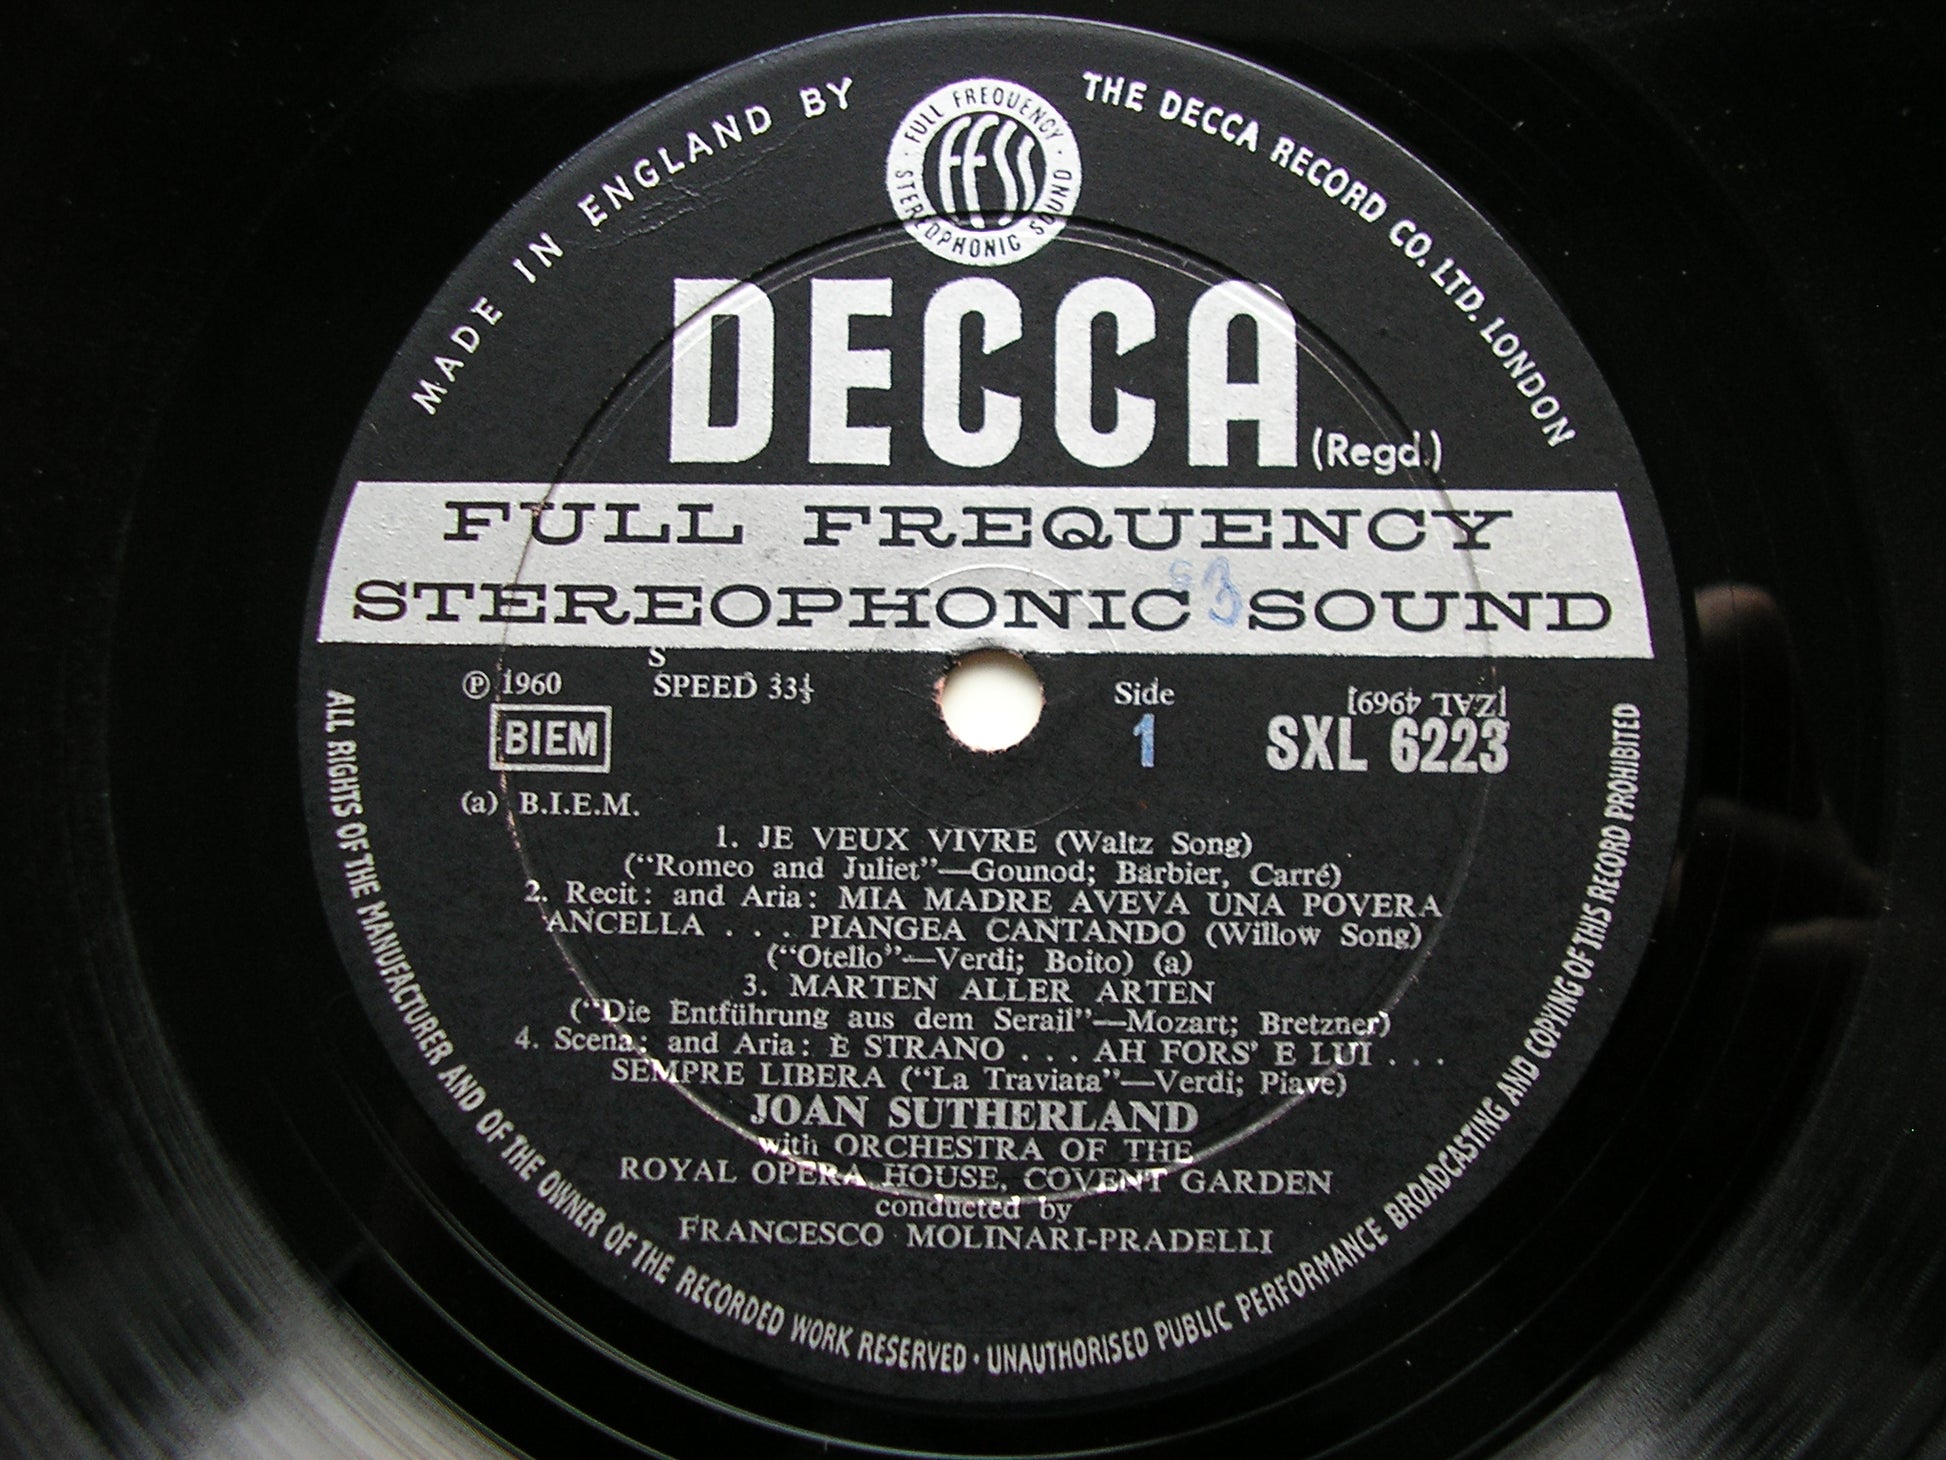 MADE IN ENGLAND BY
THE DECCA RECORD CO. LTD. LONDON
FULL FREQUENCY
ffss
STEREOPHONIC SOUND
DECCA (Regd.)
FULL FREQUENCY
STEREOPHONIC SOUND
3
S
℗ 1960
SPEED 33⅓
Side
1
[ZAL 4969]
SXL 6223
BIEM
(a) B.I.E.M.
1. JE VEUX VIVRE (Waltz Song)
("Romeo and Juliet"—Gounod; Barbier, Carré)
2. Recit: and Aria: MIA MADRE AVEVA UNA POVERA
ANCELLA . . . PIANGEA CANTANDO (Willow Song)
("Otello"—Verdi; Boito) (a)
3. MARTEN ALLER ARTEN
("Die Entführung aus dem Serail"—Mozart; Bretzner)
4. Scena: and Aria: È STRANO . . . AH FORS' E LUI . . .
SEMPRE LIBERA ("La Traviata"—Verdi; Piave)
JOAN SUTHERLAND
with ORCHESTRA OF THE
ROYAL OPERA HOUSE, COVENT GARDEN
conducted by
FRANCESCO MOLINARI-PRADELLI
ALL RIGHTS OF THE MANUFACTURER AND OF THE OWNER OF THE RECORDED WORK RESERVED · UNAUTHORISED PUBLIC PERFORMANCE BROADCASTING AND COPYING OF THIS RECORD PROHIBITED